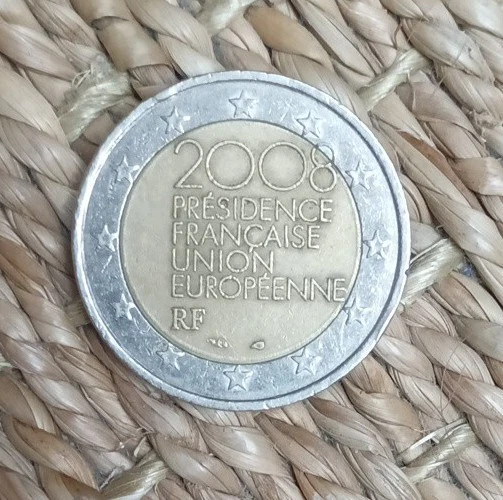 2008
PRÉSIDENCE
FRANÇAISE
UNION
EUROPÉENNE
RF